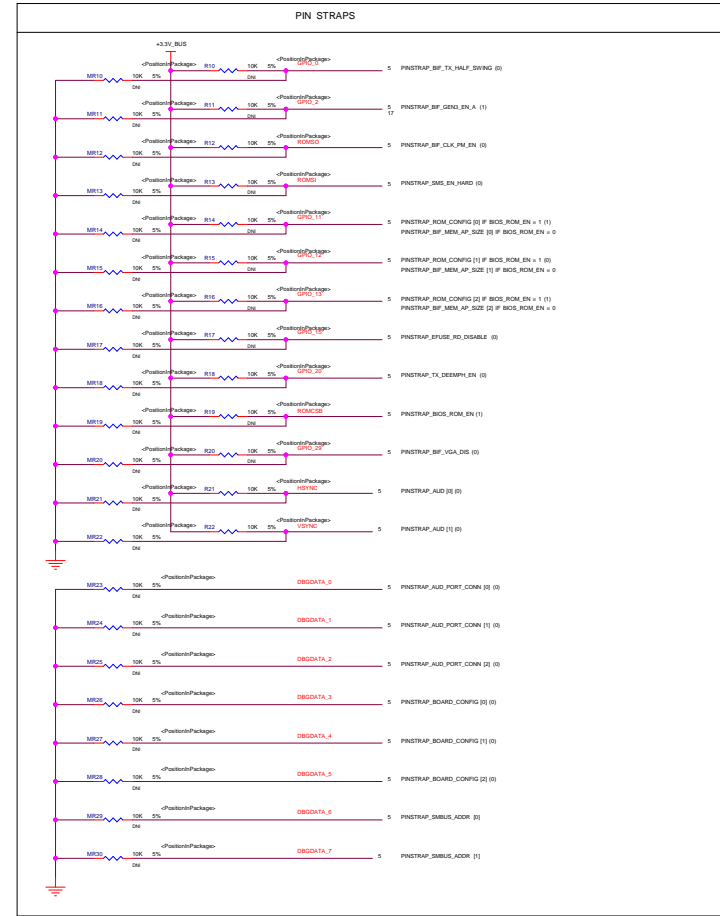 PIN STRAPS
+3.3V_BUS
<PositionInPackage> R10 10K 5% <PositionInPackage> GPIO_0
MR10 10K 5% DNI DNI
5 PINSTRAP_BIF_TX_HALF_SWING (0)
<PositionInPackage> R11 10K 5% <PositionInPackage> GPIO_2
MR11 10K 5% DNI DNI
5 PINSTRAP_BIF_GEN3_EN_A (1)
17
<PositionInPackage> R12 10K 5% <PositionInPackage> ROMSO
MR12 10K 5% DNI DNI
5 PINSTRAP_BIF_CLK_PM_EN (0)
<PositionInPackage> R13 10K 5% <PositionInPackage> ROMSI
MR13 10K 5% DNI DNI
5 PINSTRAP_SMS_EN_HARD (0)
<PositionInPackage> R14 10K 5% <PositionInPackage> GPIO_11
MR14 10K 5% DNI DNI
5 PINSTRAP_ROM_CONFIG [0] IF BIOS_ROM_EN = 1 (1)
PINSTRAP_BIF_MEM_AP_SIZE [0] IF BIOS_ROM_EN = 0
<PositionInPackage> R15 10K 5% <PositionInPackage> GPIO_12
MR15 10K 5% DNI DNI
5 PINSTRAP_ROM_CONFIG [1] IF BIOS_ROM_EN = 1 (0)
PINSTRAP_BIF_MEM_AP_SIZE [1] IF BIOS_ROM_EN = 0
<PositionInPackage> R16 10K 5% <PositionInPackage> GPIO_13
MR16 10K 5% DNI DNI
5 PINSTRAP_ROM_CONFIG [2] IF BIOS_ROM_EN = 1 (1)
PINSTRAP_BIF_MEM_AP_SIZE [2] IF BIOS_ROM_EN = 0
<PositionInPackage> R17 10K 5% <PositionInPackage> GPIO_15
MR17 10K 5% DNI DNI
5 PINSTRAP_EFUSE_RD_DISABLE (0)
<PositionInPackage> R18 10K 5% <PositionInPackage> GPIO_20
MR18 10K 5% DNI DNI
5 PINSTRAP_TX_DEEMPH_EN (0)
<PositionInPackage> R19 10K 5% <PositionInPackage> ROMCSB
MR19 10K 5% DNI DNI
5 PINSTRAP_BIOS_ROM_EN (1)
<PositionInPackage> R20 10K 5% <PositionInPackage> GPIO_29
MR20 10K 5% DNI DNI
5 PINSTRAP_BIF_VGA_DIS (0)
<PositionInPackage> R21 10K 5% <PositionInPackage> HSYNC
MR21 10K 5% DNI
5 PINSTRAP_AUD [0] (0)
<PositionInPackage> R22 10K 5% <PositionInPackage> VSYNC
MR22 10K 5% DNI
5 PINSTRAP_AUD [1] (0)
<PositionInPackage>
MR23 10K 5% DNI DBGDATA_0 5 PINSTRAP_AUD_PORT_CONN [0] (0)
<PositionInPackage>
MR24 10K 5% DNI DBGDATA_1 5 PINSTRAP_AUD_PORT_CONN [1] (0)
<PositionInPackage>
MR25 10K 5% DNI DBGDATA_2 5 PINSTRAP_AUD_PORT_CONN [2] (0)
<PositionInPackage>
MR26 10K 5% DNI DBGDATA_3 5 PINSTRAP_BOARD_CONFIG [0] (0)
<PositionInPackage>
MR27 10K 5% DNI DBGDATA_4 5 PINSTRAP_BOARD_CONFIG [1] (0)
<PositionInPackage>
MR28 10K 5% DNI DBGDATA_5 5 PINSTRAP_BOARD_CONFIG [2] (0)
<PositionInPackage>
MR29 10K 5% DNI DBGDATA_6 5 PINSTRAP_SMBUS_ADDR [0]
<PositionInPackage>
MR30 10K 5% DNI DBGDATA_7 5 PINSTRAP_SMBUS_ADDR [1]